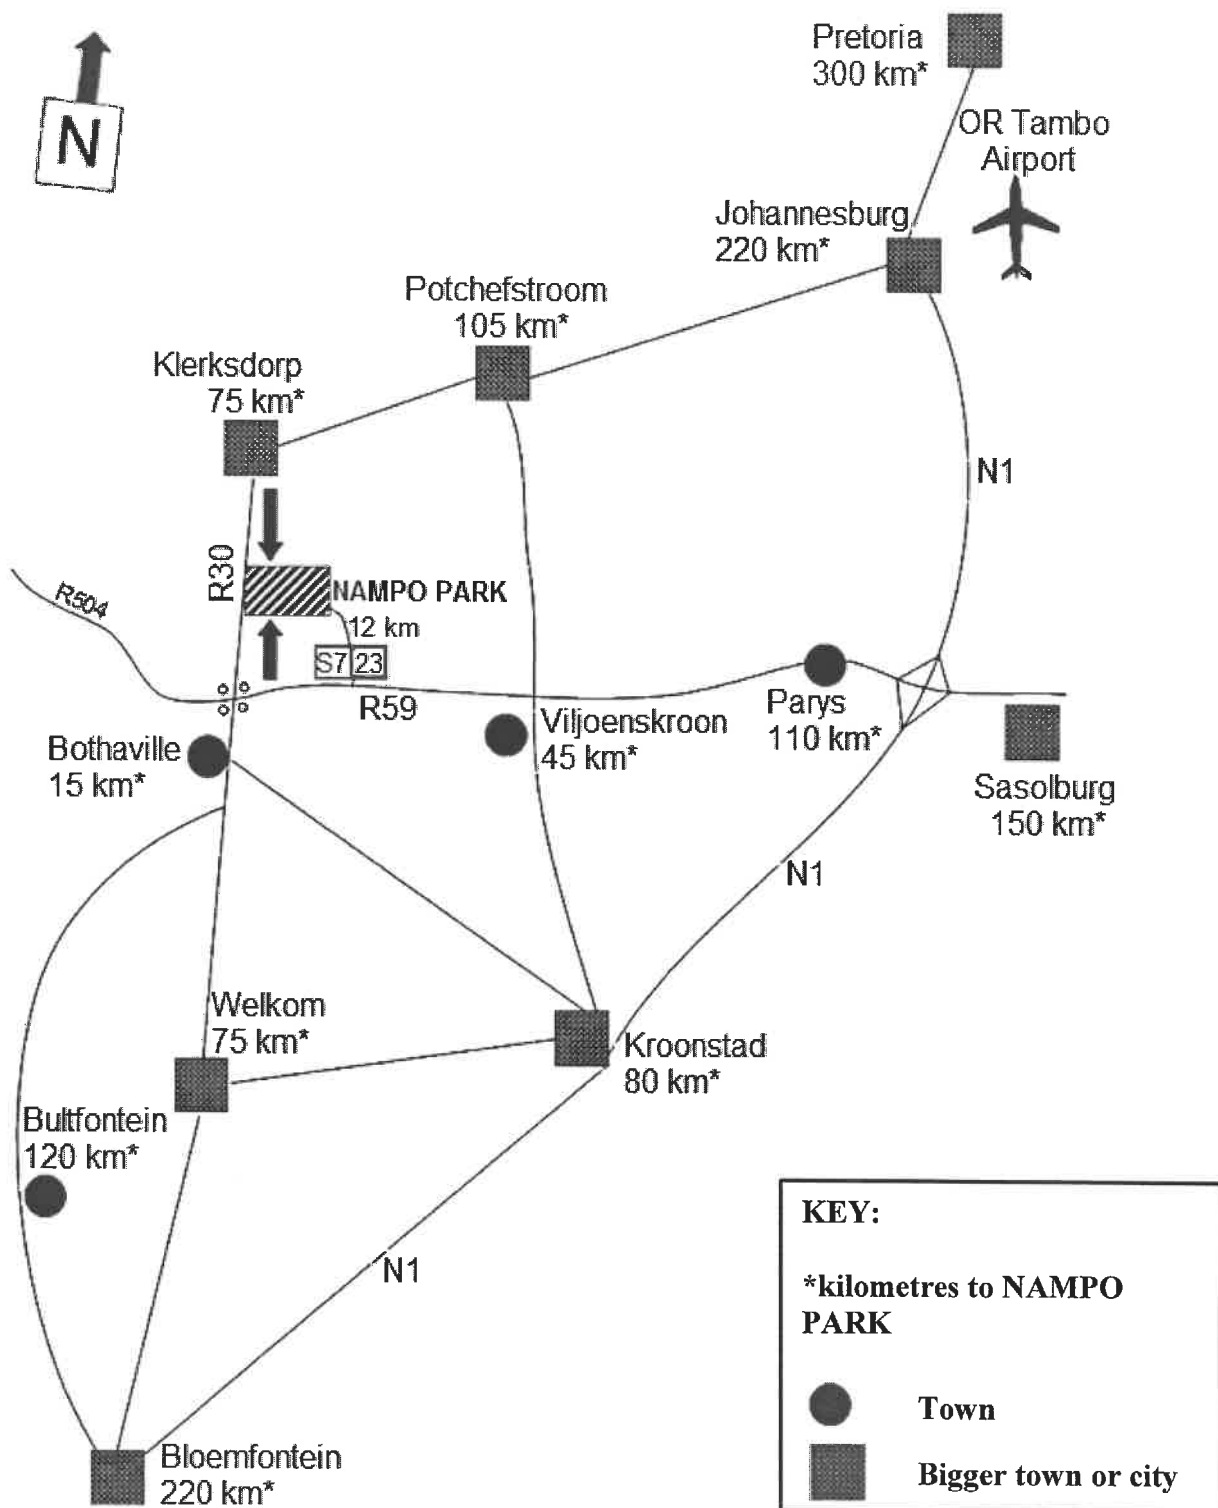 N
Pretoria
300 km*
OR Tambo
Airport
Johannesburg
220 km*
Potchefstroom
105 km*
Klerksdorp
75 km*
N1
R30
R504
NAMPO PARK
12 km
S7 23
R59
Parys
110 km*
Viljoenskroon
45 km*
Bothaville
15 km*
Sasolburg
150 km*
N1
Welkom
75 km*
Kroonstad
80 km*
Bultfontein
120 km*
N1
Bloemfontein
220 km*
KEY:
*kilometres to NAMPO
PARK
Town
Bigger town or city